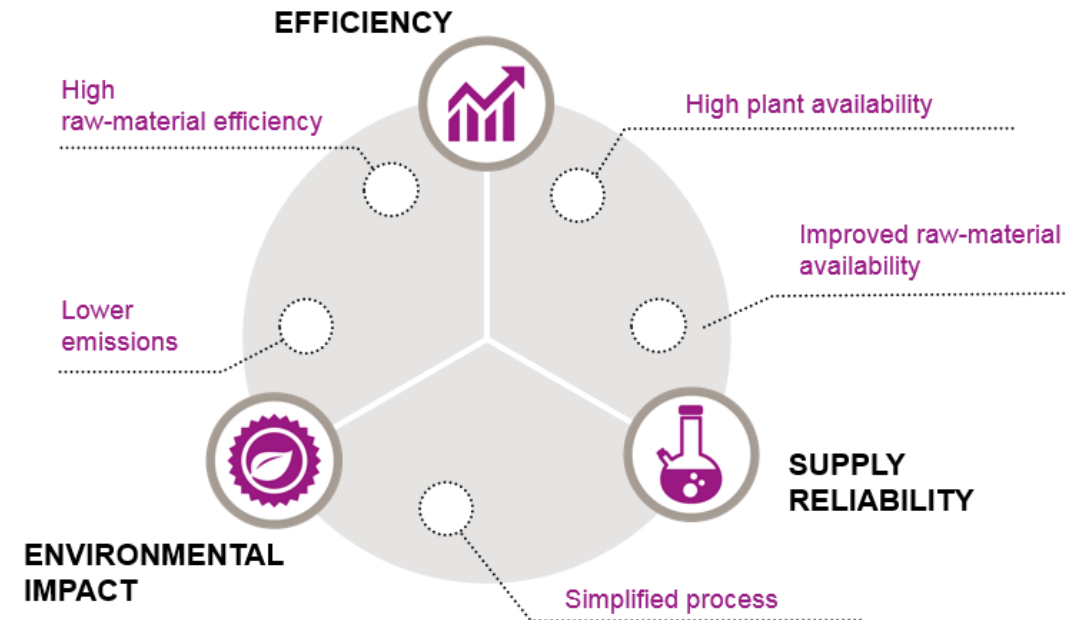 EFFICIENCY
High
raw-material efficiency
High plant availability
Improved raw-material
availability
Lower
emissions
SUPPLY
RELIABILITY
ENVIRONMENTAL
IMPACT
Simplified process